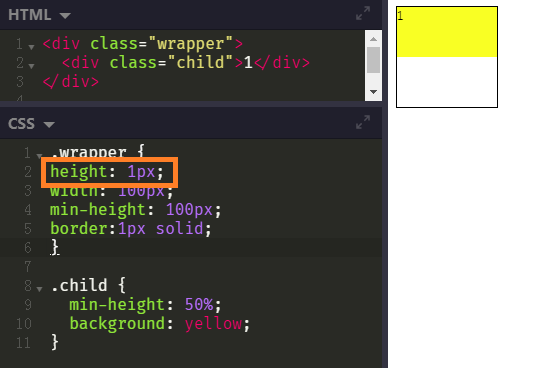 HTML
1 <div class="wrapper">
2 <div class="child">1</div>
3 </div>
4
CSS
1 .wrapper {
2 height: 1px;
3 width: 100px;
4 min-height: 100px;
5 border:1px solid;
6 }
7
8 .child {
9 min-height: 50%;
10 background: yellow;
11 }
1